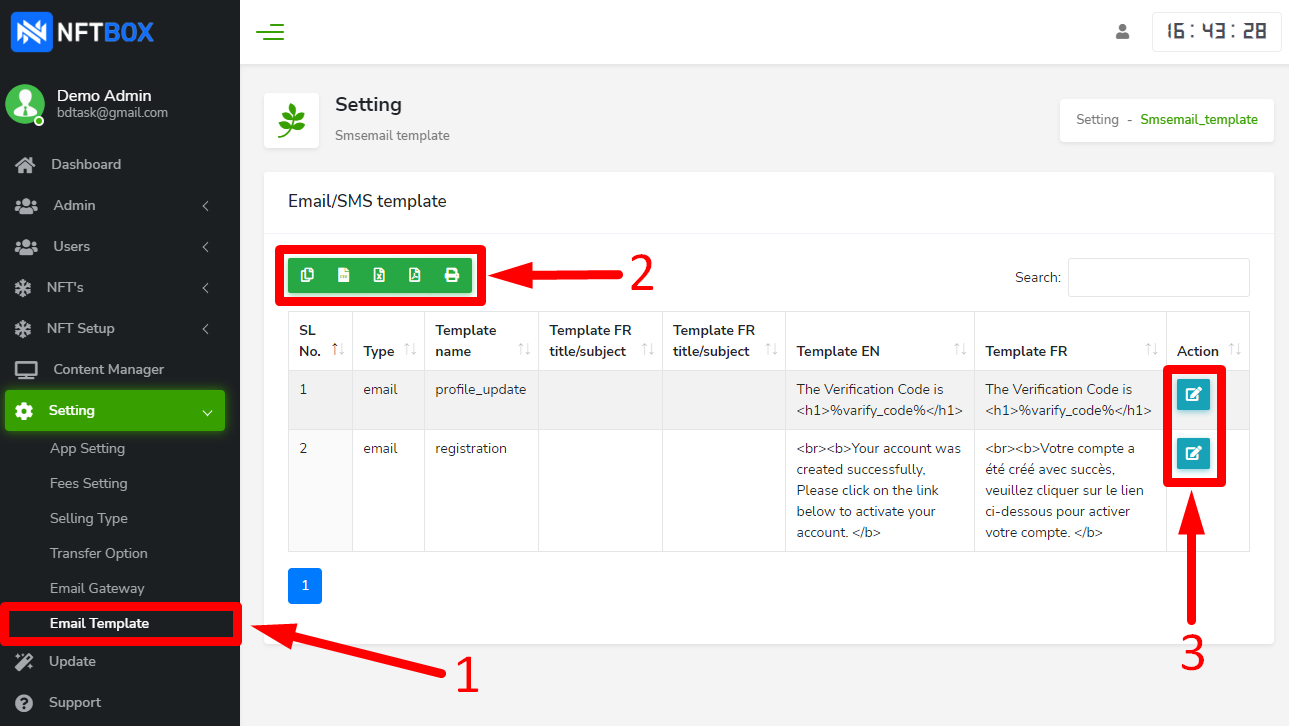 NFTBOX
16:43:28
Demo Admin
bdtask@gmail.com
Setting
Smsemail template
Setting - Smsemail_template
Dashboard
Admin
Users
NFT's
NFT Setup
Content Manager
Setting
App Setting
Fees Setting
Selling Type
Transfer Option
Email Gateway
Email Template
Update
Support
Email/SMS template
2
Search:
SL No.
Type
Template name
Template FR title/subject
Template FR title/subject
Template EN
Template FR
Action
1
email
profile_update
The Verification Code is
<h1>%varify_code%</h1>
The Verification Code is
<h1>%varify_code%</h1>
2
email
registration
<br><b>Your account was
created successfully,
Please click on the link
below to activate your
account. </b>
<br><b>Votre compte a
été créé avec succès,
veuillez cliquer sur le lien
ci-dessous pour activer
votre compte. </b>
1
1
3